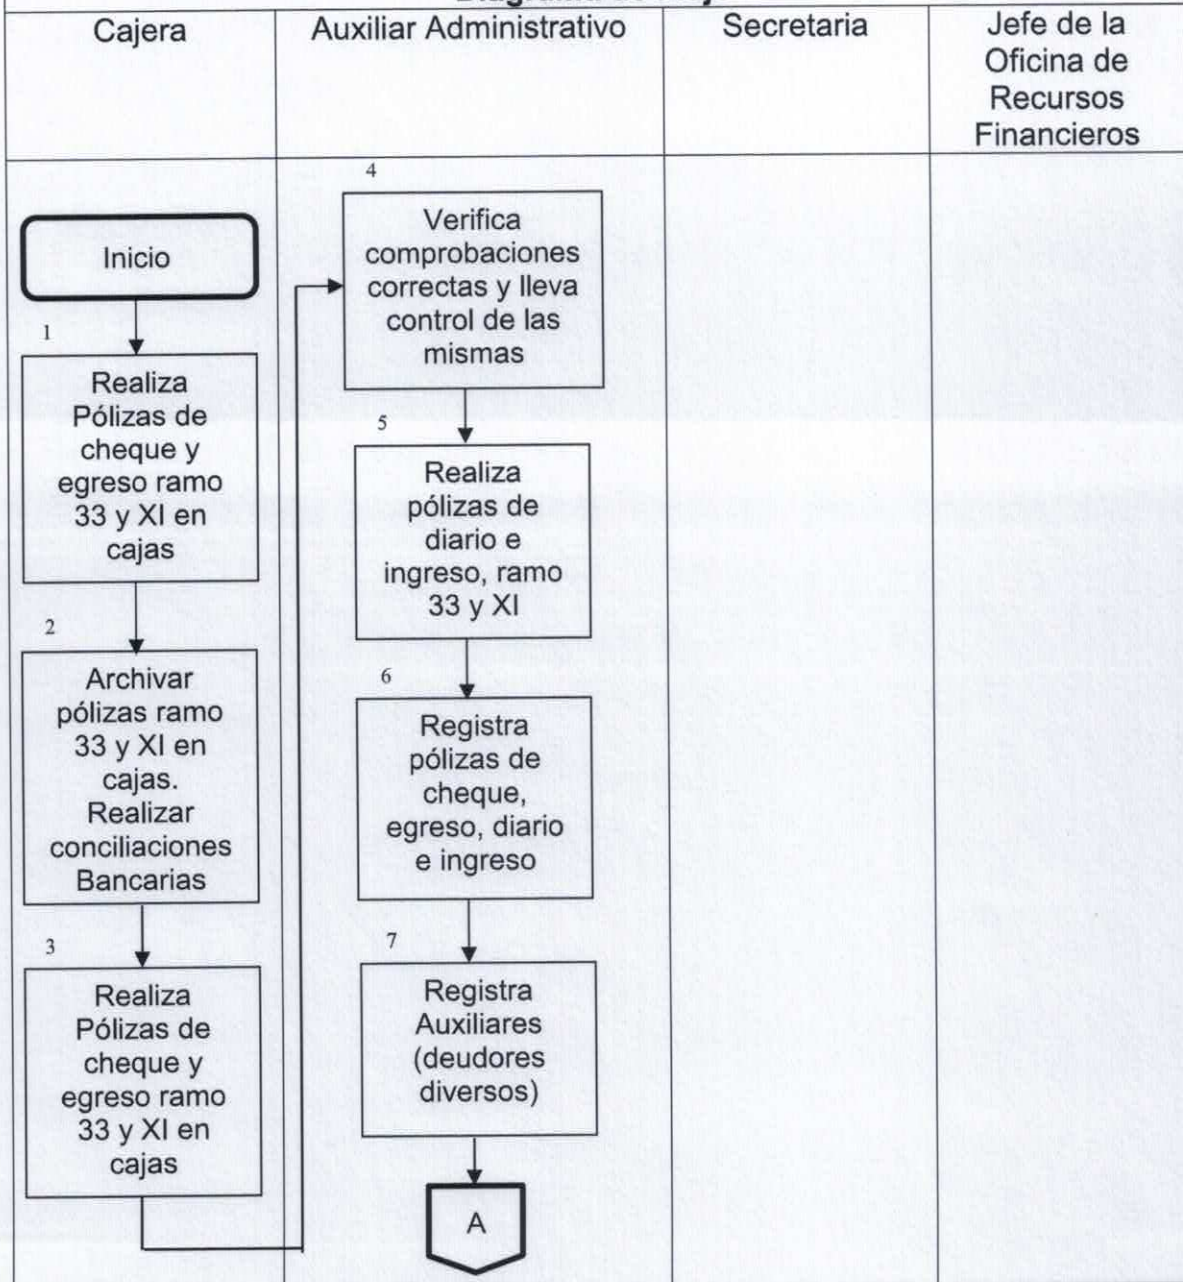 Cajera
Auxiliar Administrativo
Secretaria
Jefe de la
Oficina de
Recursos
Financieros
Inicio
1
Realiza
Pólizas de
cheque y
egreso ramo
33 y XI en
cajas
2
Archivar
pólizas ramo
33 y XI en
cajas.
Realizar
conciliaciones
Bancarias
3
Realiza
Pólizas de
cheque y
egreso ramo
33 y XI en
cajas
4
Verifica
comprobaciones
correctas y lleva
control de las
mismas
5
Realiza
pólizas de
diario e
ingreso, ramo
33 y XI
6
Registra
pólizas de
cheque,
egreso, diario
e ingreso
7
Registra
Auxiliares
(deudores
diversos)
A